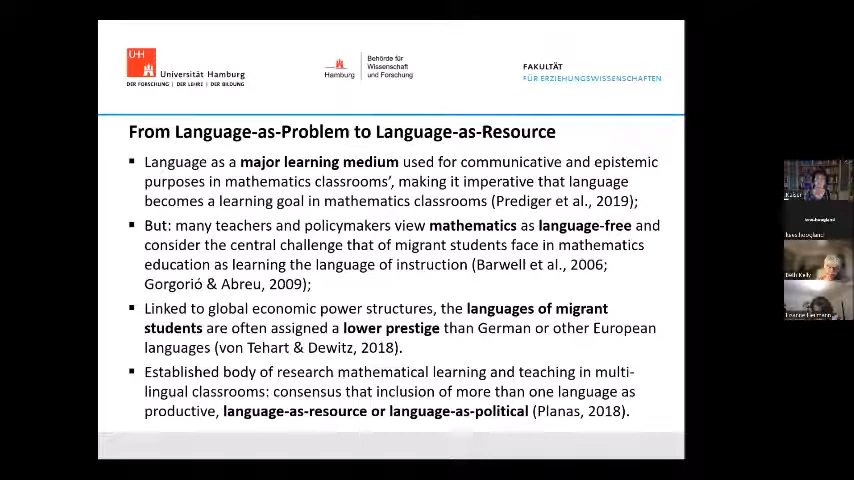 UHH
Universität Hamburg
DER FORSCHUNG | DER LEHRE | DER BILDUNG
Hamburg
Behörde für
Wissenschaft
und Forschung
FAKULTÄT
FÜR ERZIEHUNGSWISSENSCHAFTEN
From Language-as-Problem to Language-as-Resource
▪ Language as a major learning medium used for communicative and epistemic
purposes in mathematics classrooms’, making it imperative that language
becomes a learning goal in mathematics classrooms (Prediger et al., 2019);
▪ But: many teachers and policymakers view mathematics as language-free and
consider the central challenge that of migrant students face in mathematics
education as learning the language of instruction (Barwell et al., 2006;
Gorgorió & Abreu, 2009);
▪ Linked to global economic power structures, the languages of migrant
students are often assigned a lower prestige than German or other European
languages (von Tehart & Dewitz, 2018).
▪ Established body of research mathematical learning and teaching in multi-
lingual classrooms: consensus that inclusion of more than one language as
productive, language-as-resource or language-as-political (Planas, 2018).
Kaiser
kees hoogland
kees hoogland
Beth Kelly